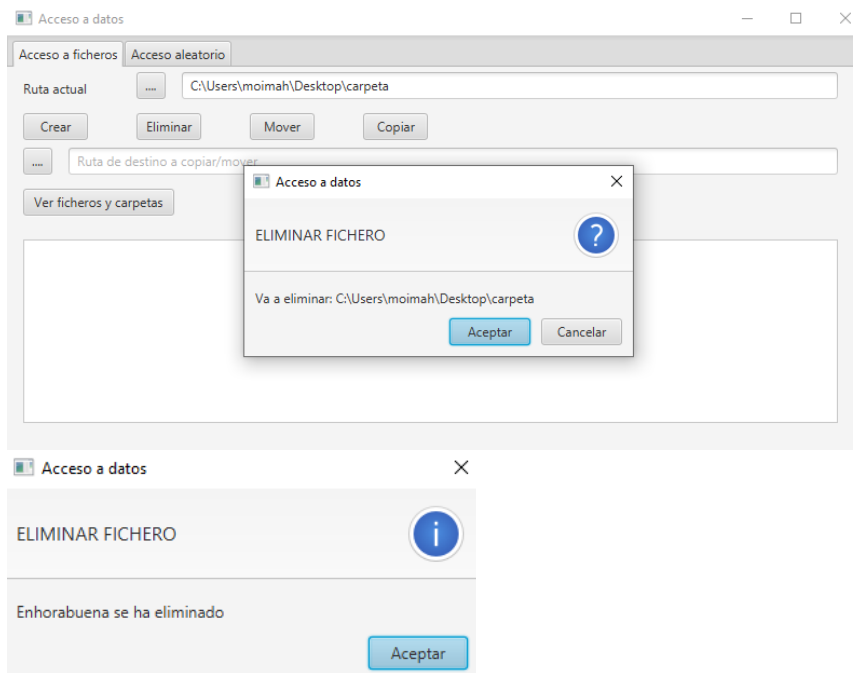 Acceso a datos
Acceso a ficheros Acceso aleatorio
Ruta actual .... C:\Users\moimah\Desktop\carpeta
Crear Eliminar Mover Copiar
.... Ruta de destino a copiar/mover
Ver ficheros y carpetas
Acceso a datos
ELIMINAR FICHERO
?
Va a eliminar: C:\Users\moimah\Desktop\carpeta
Aceptar Cancelar
Acceso a datos
ELIMINAR FICHERO
i
Enhorabuena se ha eliminado
Aceptar